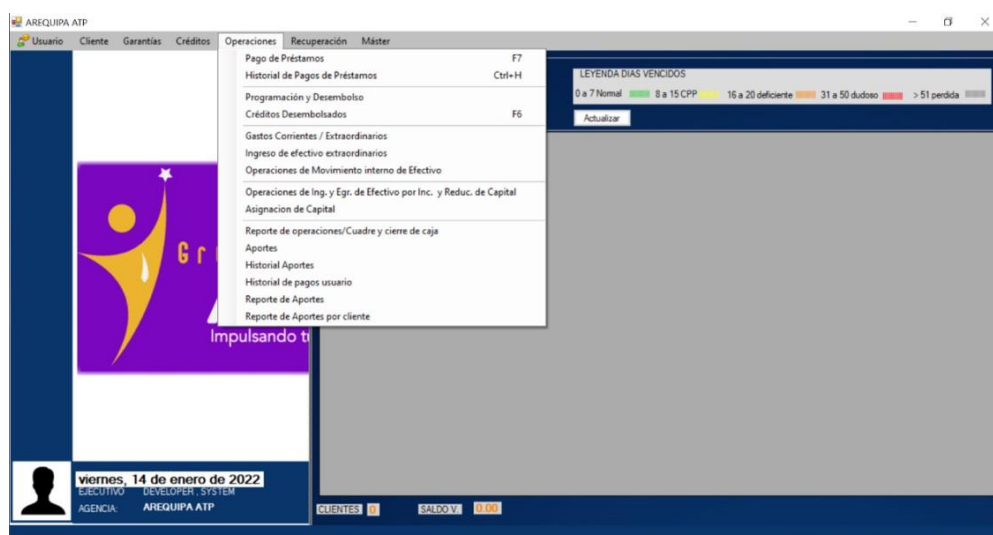 AREQUIPA ATP
Usuario Cliente Garantías Créditos Operaciones Recuperación Máster
Pago de Préstamos F7
Historial de Pagos de Préstamos Ctrl+H
Programación y Desembolso
Créditos Desembolsados F6
Gastos Corrientes / Extraordinarios
Ingreso de efectivo extraordinarios
Operaciones de Movimiento interno de Efectivo
Operaciones de Ing. y Egr. de Efectivo por Inc. y Reduc. de Capital
Asignacion de Capital
Reporte de operaciones/Cuadre y cierre de caja
Aportes
Historial Aportes
Historial de pagos usuario
Reporte de Aportes
Reporte de Aportes por cliente
LEYENDA DIAS VENCIDOS
0 a 7 Normal 8 a 15 CPP 16 a 20 deficiente 31 a 50 dudoso > 51 perdida
Actualizar
Impulsando
viernes, 14 de enero de 2022
EJECUTIVO DEVELOPER , SYSTEM
AGENCIA: AREQUIPA ATP
CLIENTES 0 SALDO V. 0.00